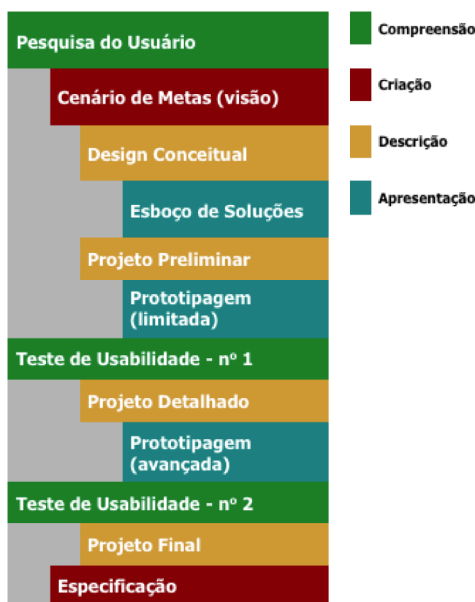 Pesquisa do Usuário
Cenário de Metas (visão)
Design Conceitual
Esboço de Soluções
Projeto Preliminar
Prototipagem
(limitada)
Teste de Usabilidade - nº 1
Projeto Detalhado
Prototipagem
(avançada)
Teste de Usabilidade - nº 2
Projeto Final
Especificação
Compreensão
Criação
Descrição
Apresentação